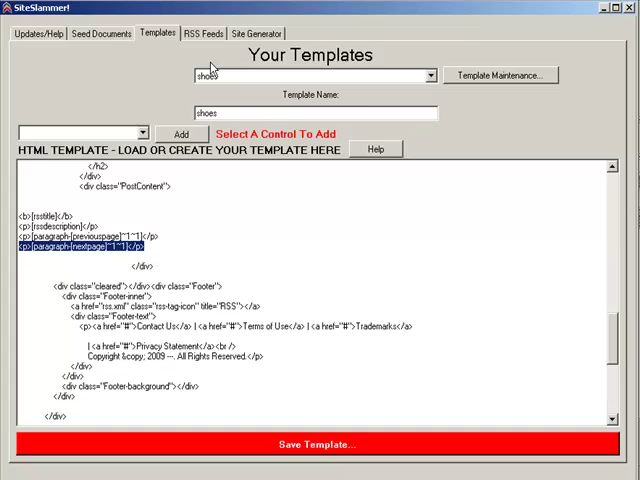 SiteSlammer!
Updates/Help Seed Documents Templates RSS Feeds Site Generator
Your Templates
shoes
Template Maintenance...
Template Name:
shoes
Add
Select A Control To Add
HTML TEMPLATE - LOAD OR CREATE YOUR TEMPLATE HERE
Help
</h2>
</div>
<div class="PostContent">
<b>[rsstitle]</b>
<p>[rssdescription]</p>
<p>[paragraph-[previouspage]~1~1]</p>
<p>[paragraph-[nextpage]~1~1]</p>
</div>
<div class="cleared"></div><div class="Footer">
<div class="Footer-inner">
<a href="rss.xml" class="rss-tag-icon" title="RSS"></a>
<div class="Footer-text">
<p><a href="#">Contact Us</a> | <a href="#">Terms of Use</a> | <a href="#">Trademarks</a>
| <a href="#">Privacy Statement</a><br />
Copyright &copy; 2009 ---. All Rights Reserved.</p>
</div>
</div>
<div class="Footer-background"></div>
</div>
</div>
Save Template...